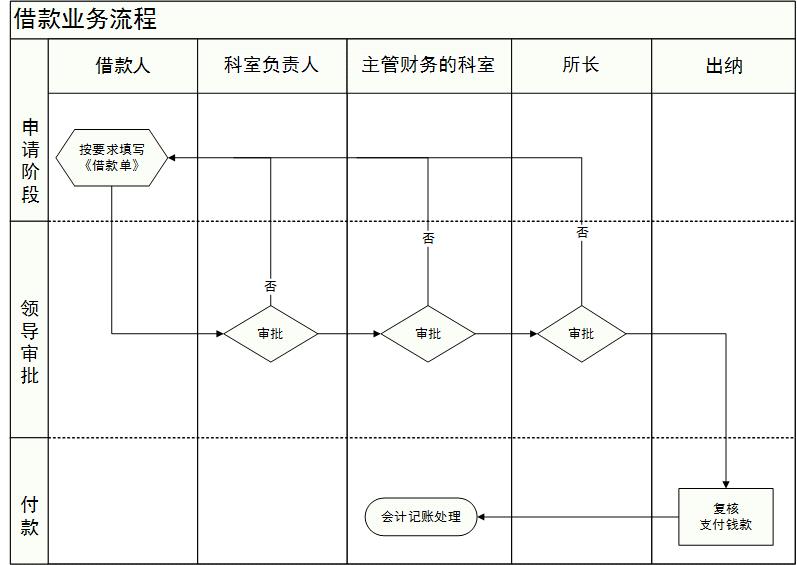 借款业务流程
借款人
科室负责人
主管财务的科室
所长
出纳
申请阶段
按要求填写
《借款单》
否
否
否
领导审批
审批
审批
审批
付款
会计记账处理
复核
支付钱款